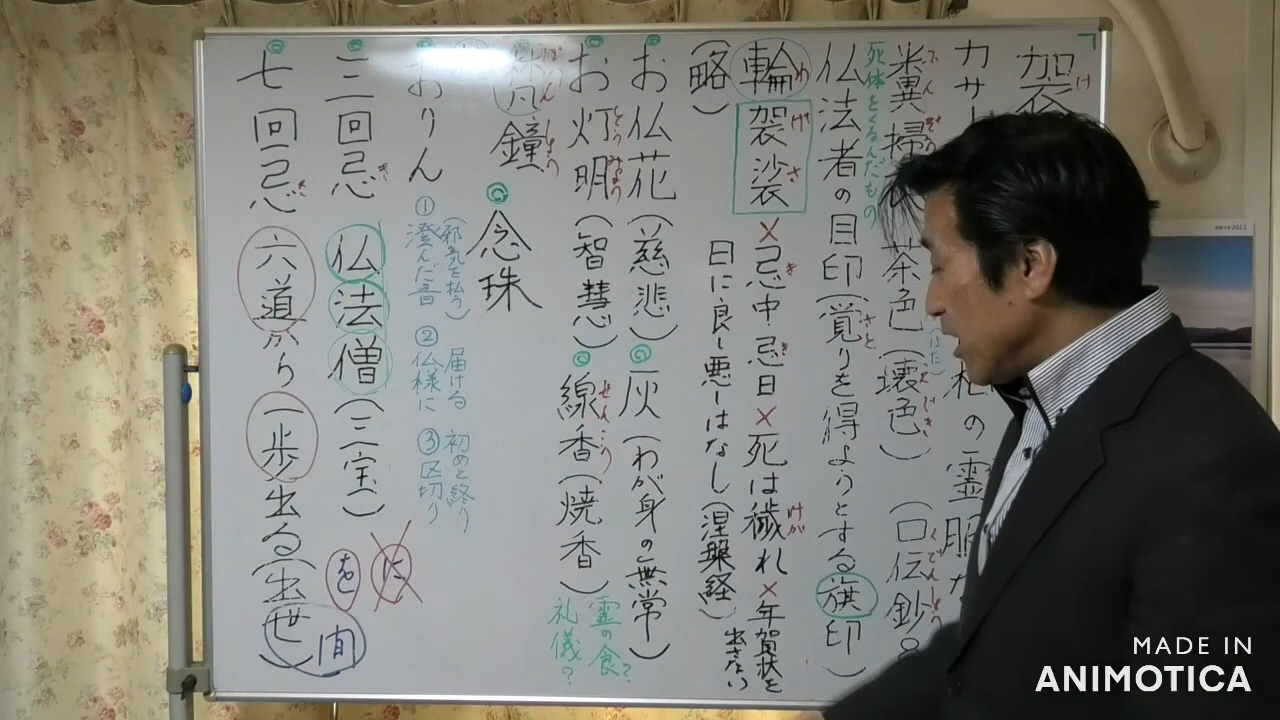 袈
カサ
糞掃
茶色(壊色)(口伝鈔8
死体をくるんだもの
仏法者の目印(覚りを得ようとする旗印)
輪袈裟×忌中忌日×死は穢れ×年賀状を出さない
(略)
日に良し悪しはなし(涅槃経)
お仏花(慈悲)◎灰(わが身の無常)
◎お灯明(智慧)◎線香(焼香)
霊の食?
礼儀?
梵鐘
◎念珠
おりん
(邪気を払う)
①澄んだ音
届ける
②仏様に
初めと終り
③区切り
◎三回忌 仏法僧(三宝)
を に
◎七回忌 六道から一歩出る(出世間)
2022
MADE IN
ANIMOTICA